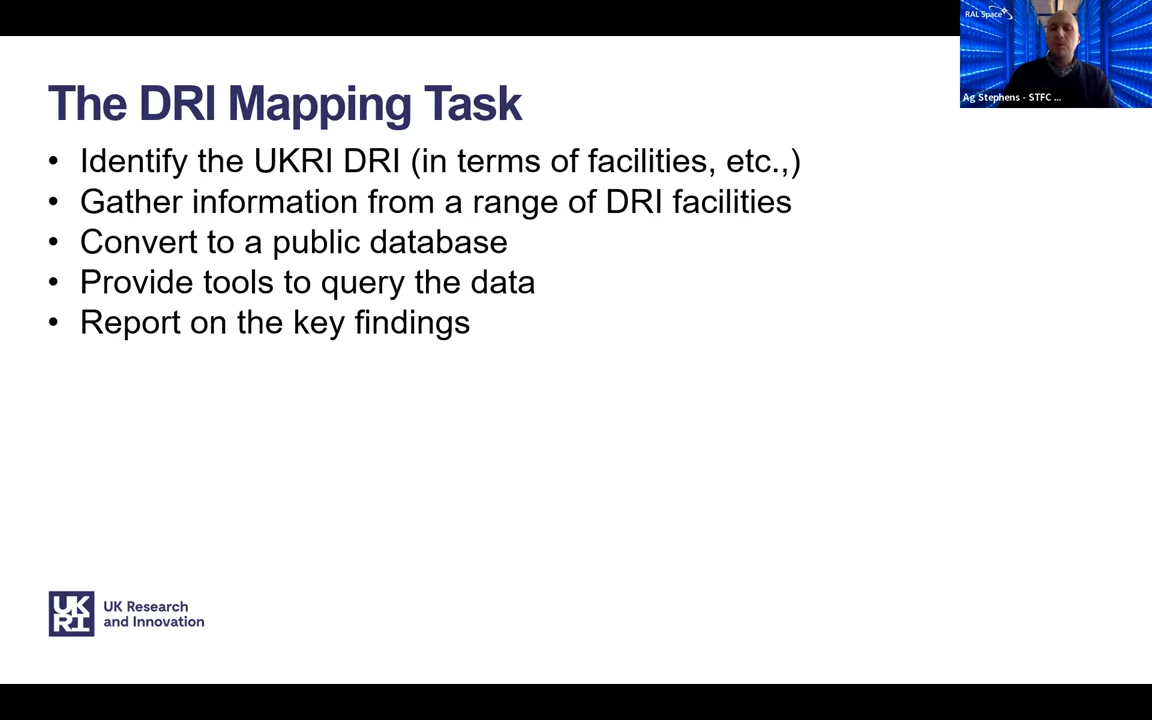 RAL Space
Ag Stephens - STFC ...
The DRI Mapping Task
• Identify the UKRI DRI (in terms of facilities, etc.,)
• Gather information from a range of DRI facilities
• Convert to a public database
• Provide tools to query the data
• Report on the key findings
UK
RI
UK Research
and Innovation